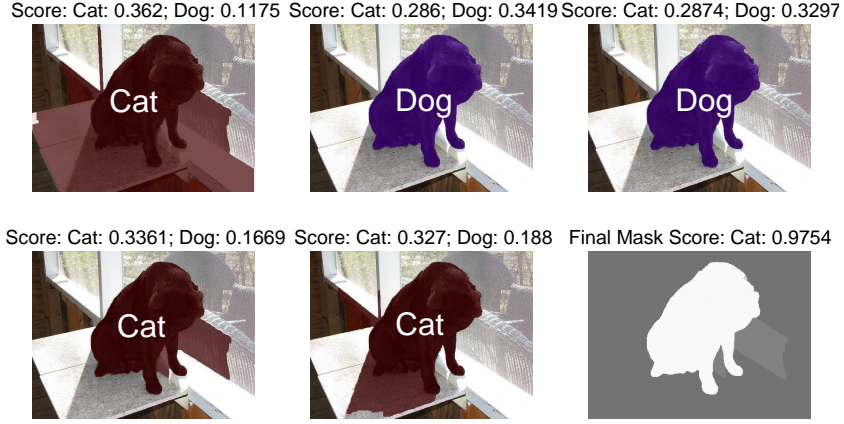 Score: Cat: 0.362; Dog: 0.1175 Score: Cat: 0.286; Dog: 0.3419 Score: Cat: 0.2874; Dog: 0.3297
Cat Dog Dog
Score: Cat: 0.3361; Dog: 0.1669 Score: Cat: 0.327; Dog: 0.188 Final Mask Score: Cat: 0.9754
Cat Cat